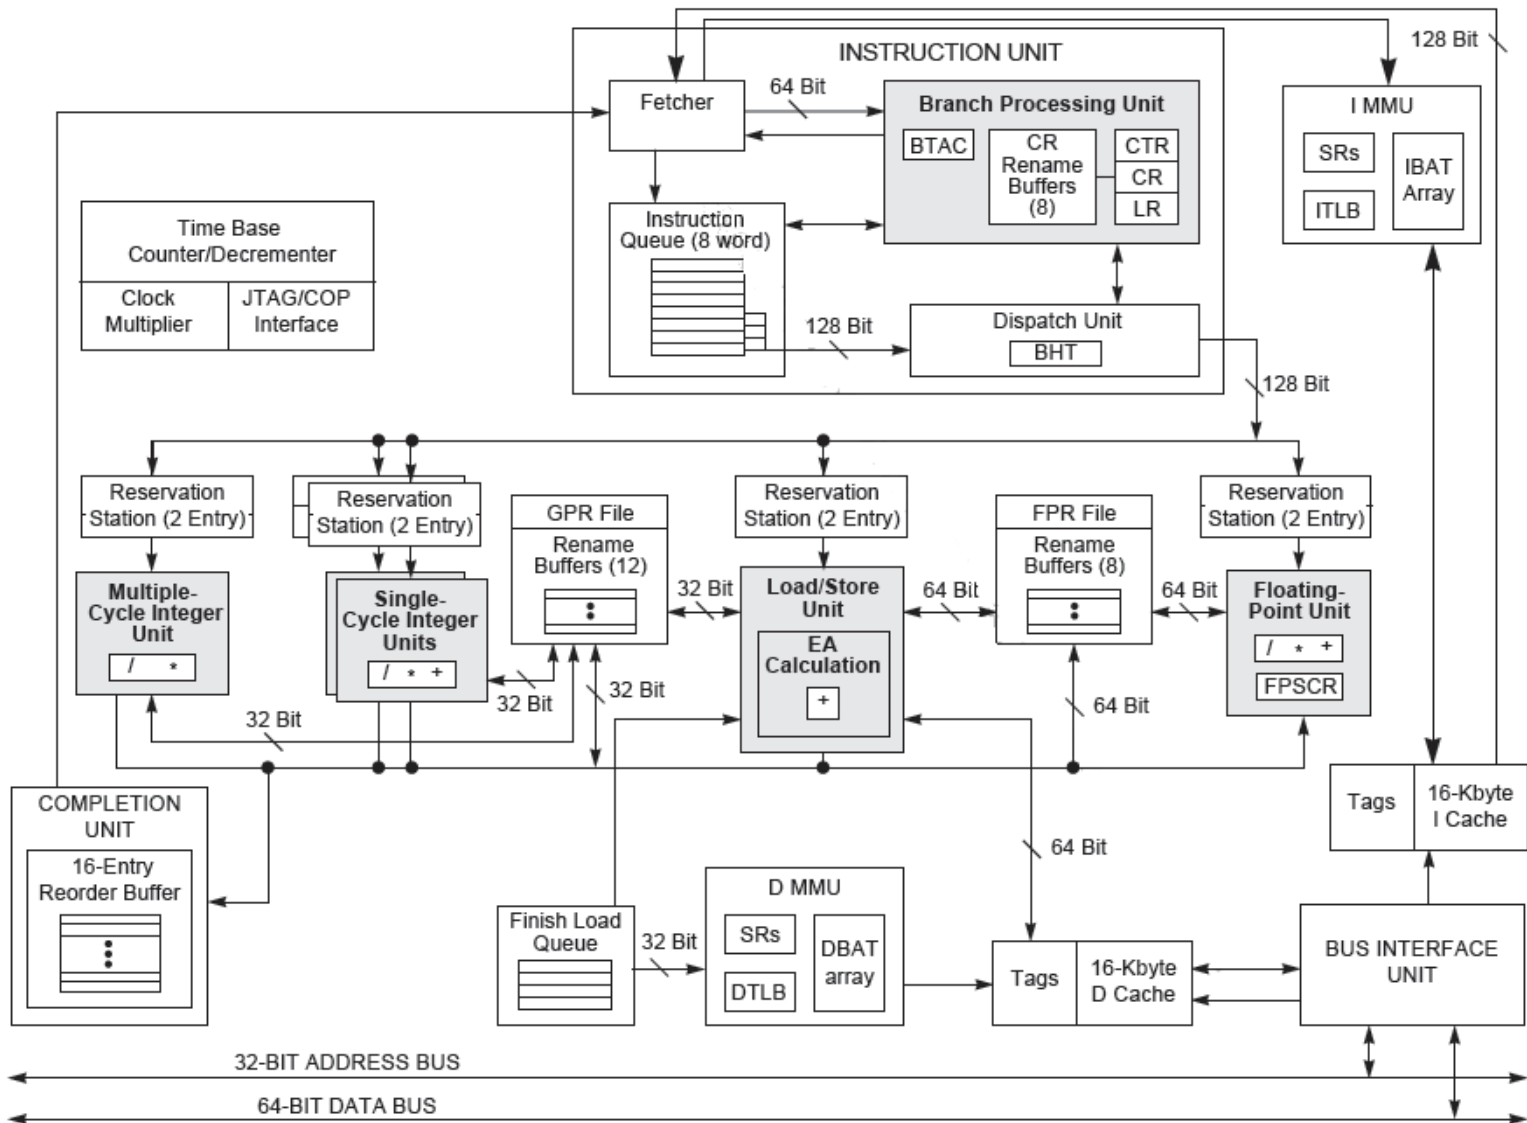 128 Bit
INSTRUCTION UNIT
Fetcher
64 Bit
Branch Processing Unit
BTAC
CR
Rename
Buffers
(8)
CTR
CR
LR
I MMU
SRs
ITLB
IBAT
Array
Instruction
Queue (8 word)
128 Bit
Dispatch Unit
BHT
128 Bit
Time Base
Counter/Decrementer
Clock
Multiplier
JTAG/COP
Interface
Reservation
Station (2 Entry)
Reservation
Station (2 Entry)
GPR File
Rename
Buffers (12)
Reservation
Station (2 Entry)
FPR File
Rename
Buffers (8)
Reservation
Station (2 Entry)
Multiple-
Cycle Integer
Unit
/ *
Single-
Cycle Integer
Units
/ * +
32 Bit
32 Bit
32 Bit
32 Bit
Load/Store
Unit
EA
Calculation
+
64 Bit
64 Bit
64 Bit
Floating-
Point Unit
/ * +
FPSCR
COMPLETION
UNIT
16-Entry
Reorder Buffer
Finish Load
Queue
32 Bit
D MMU
SRs
DTLB
DBAT
array
64 Bit
Tags
16-Kbyte
D Cache
Tags
16-Kbyte
I Cache
BUS INTERFACE
UNIT
32-BIT ADDRESS BUS
64-BIT DATA BUS